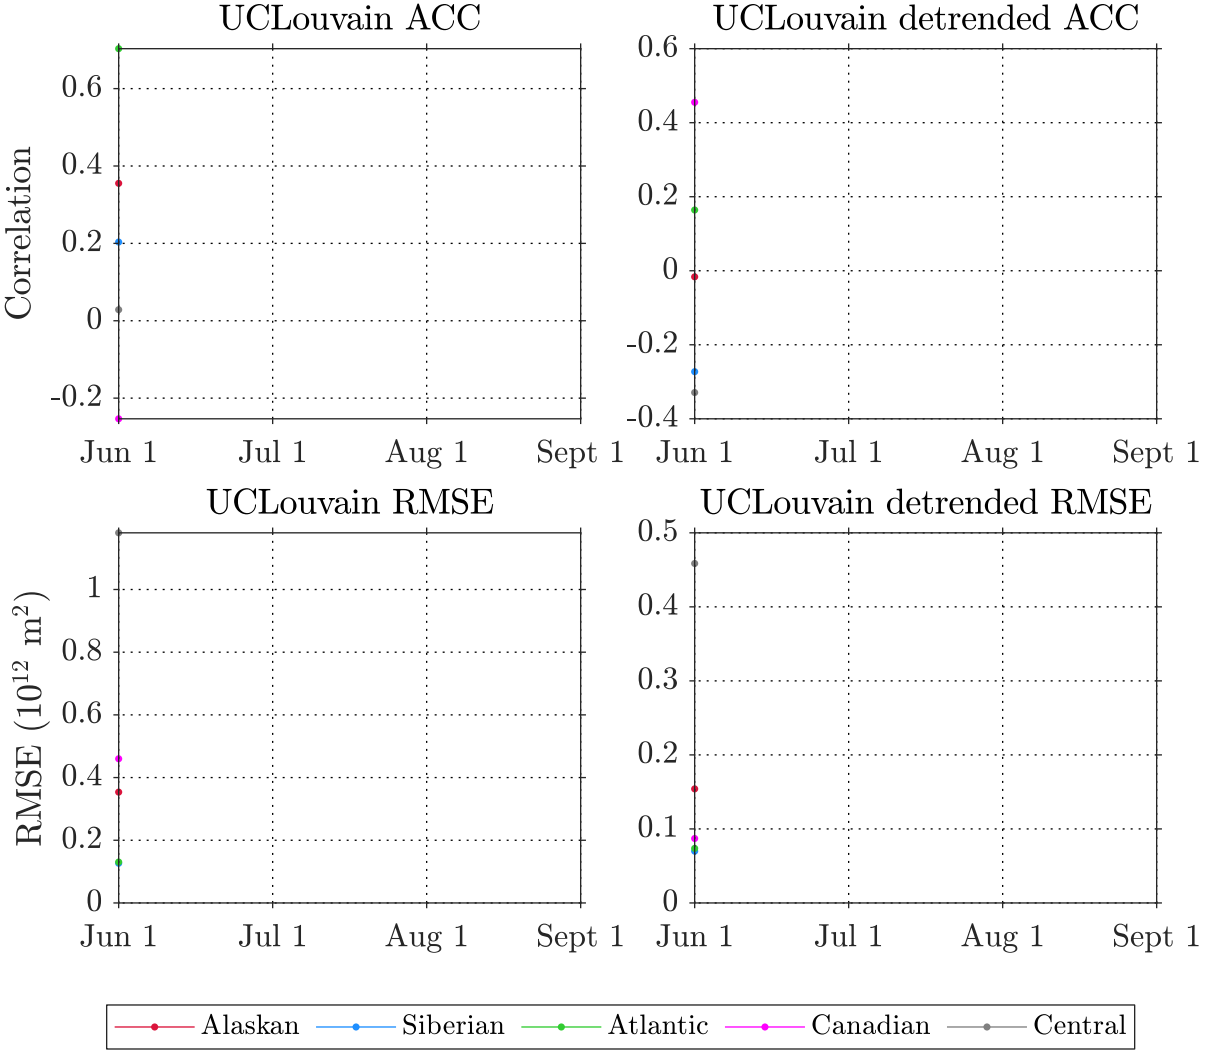 UCLouvain ACC
UCLouvain detrended ACC
Correlation
0.6
0.4
0.2
0
-0.2
0.6
0.4
0.2
0
-0.2
-0.4
Jun 1 Jul 1 Aug 1 Sept 1
Jun 1 Jul 1 Aug 1 Sept 1
UCLouvain RMSE
UCLouvain detrended RMSE
RMSE (10¹² m²)
1
0.8
0.6
0.4
0.2
0
0.5
0.4
0.3
0.2
0.1
0
Jun 1 Jul 1 Aug 1 Sept 1
Jun 1 Jul 1 Aug 1 Sept 1
Alaskan Siberian Atlantic Canadian Central